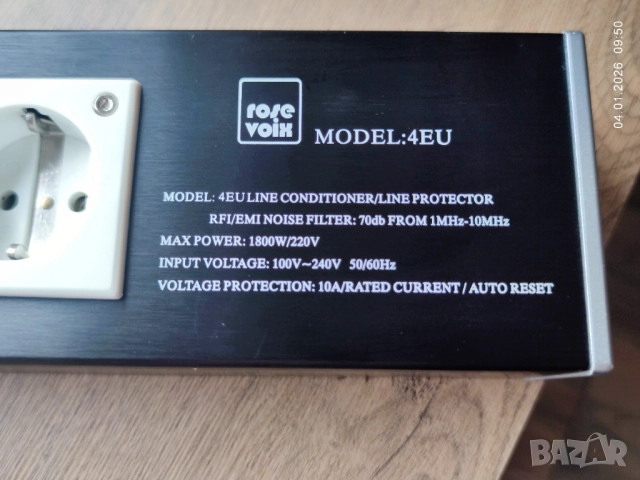 rose
voix
MODEL:4EU
MODEL: 4EU LINE CONDITIONER/LINE PROTECTOR
RFI/EMI NOISE FILTER: 70db FROM 1MHz-10MHz
MAX POWER: 1800W/220V
INPUT VOLTAGE: 100V~240V 50/60Hz
VOLTAGE PROTECTION: 10A/RATED CURRENT / AUTO RESET
04.01.2026 09:50
BAZAR